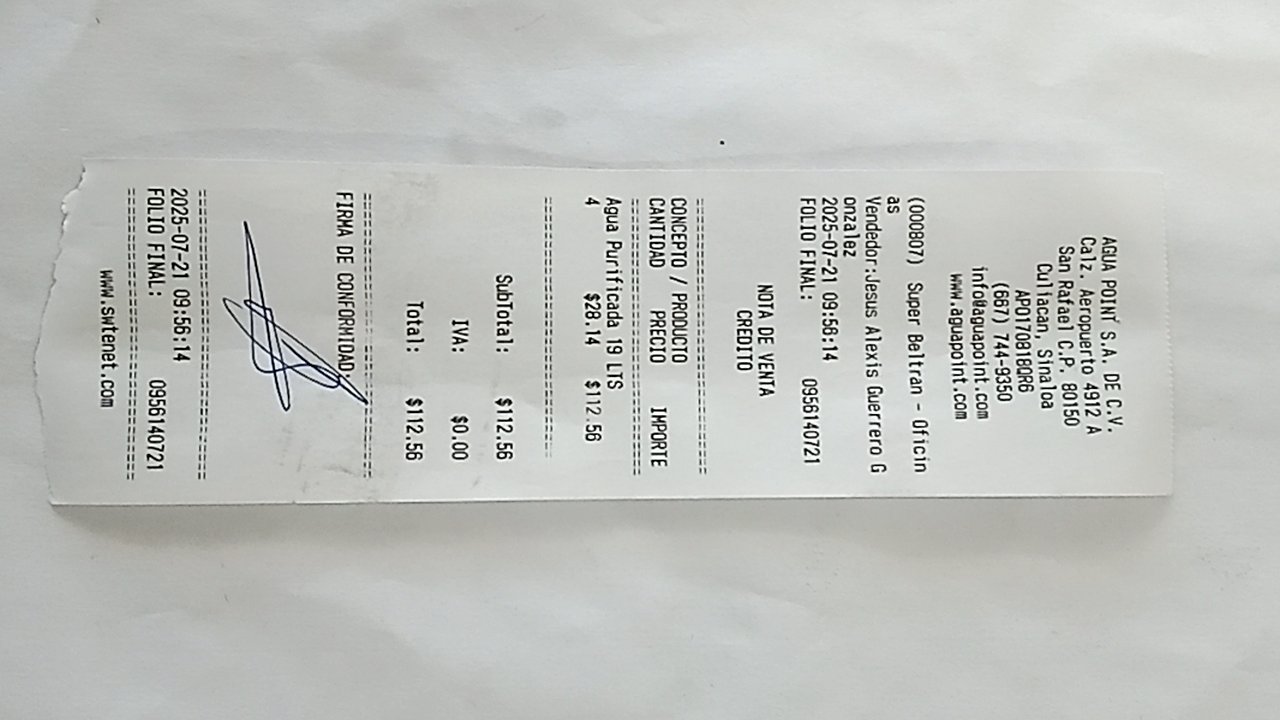 AGUA POINT S.A. DE C.V.
Calz. Aeropuerto 4912 A
San Rafael C.P. 80150
Culiacan, Sinaloa
APO170818QR6
(667) 744-9350
info@aguapoint.com
www.aguapoint.com
(000807) Super Beltran - Oficin
as
Vendedor:Jesus Alexis Guerrero G
onzalez
2025-07-21 09:56:14
FOLIO FINAL: 0956140721
NOTA DE VENTA
CREDITO
================================
CONCEPTO / PRODUCTO
CANTIDAD PRECIO IMPORTE
================================
Agua Purificada 19 LTS
4 $28.14 $112.56
================================
SubTotal: $112.56
IVA: $0.00
Total: $112.56
================================
FIRMA DE CONFORMIDAD:
================================
2025-07-21 09:56:14
FOLIO FINAL: 0956140721
================================
www.swtenet.com